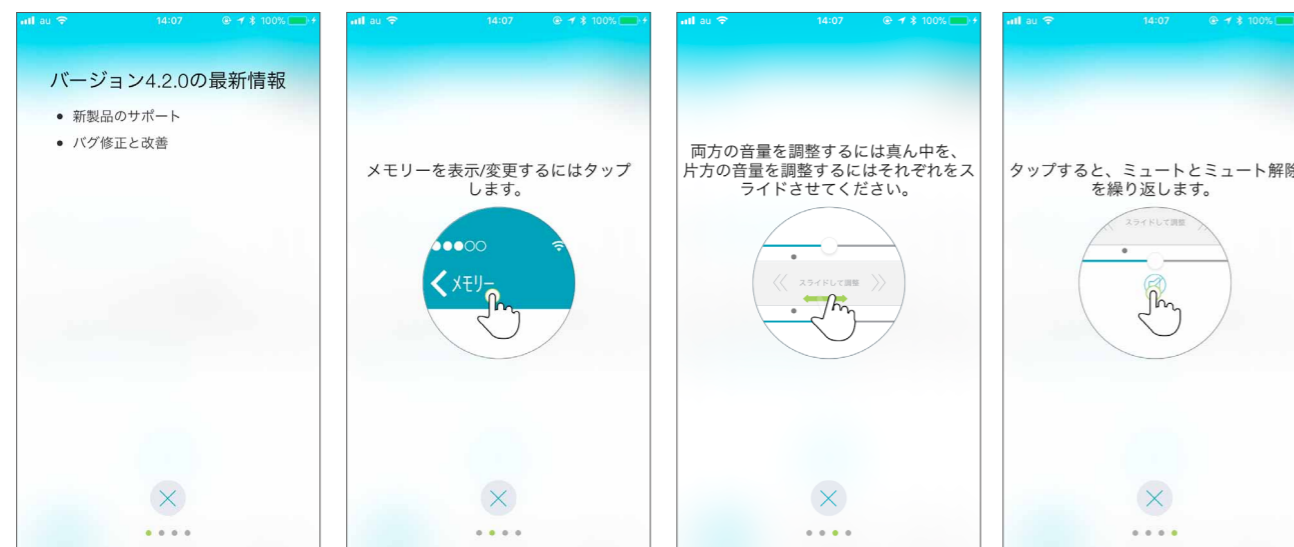 au 14:07 100%
バージョン4.2.0の最新情報
新製品のサポート
バグ修正と改善
au 14:07 100%
メモリーを表示/変更するにはタップ
します。
メモリー
au 14:07 100%
両方の音量を調整するには真ん中を、
片方の音量を調整するにはそれぞれをス
ライドさせてください。
スライドして調整
au 14:07 100%
タップすると、ミュートとミュート解除
を繰り返します。
スライドして調整